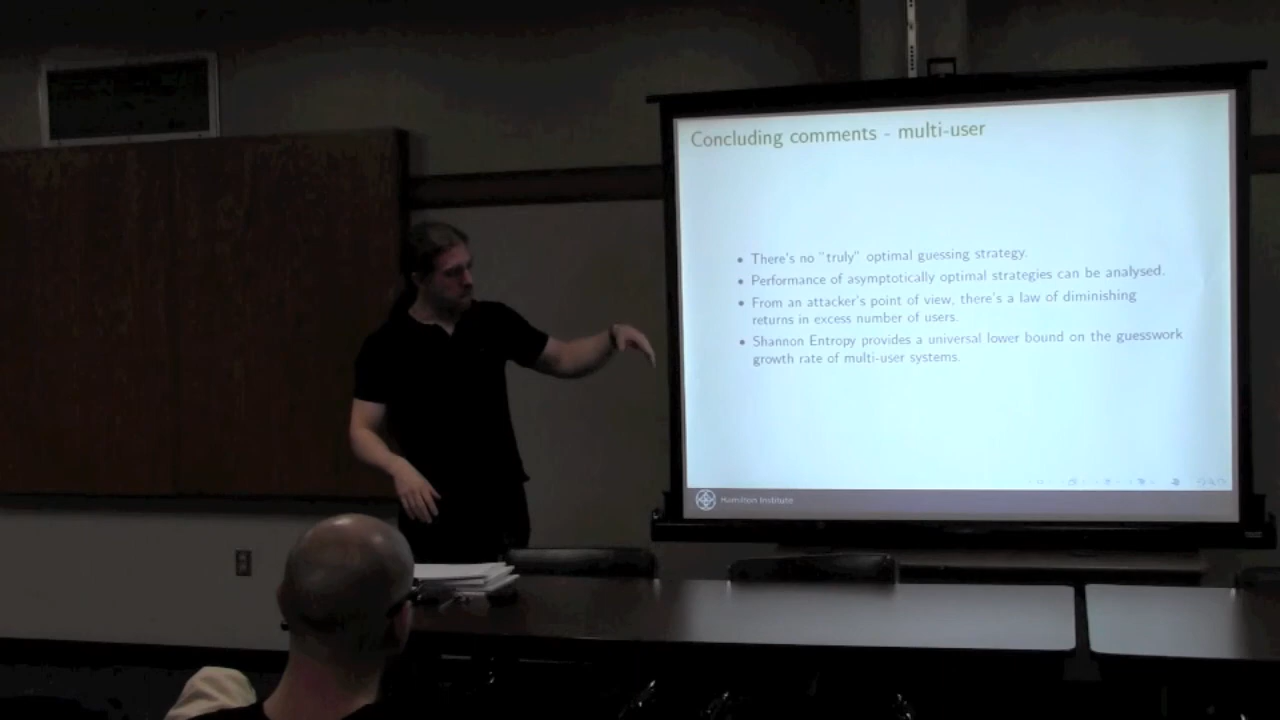 Concluding comments - multi-user
• There's no "truly" optimal guessing strategy.
• Performance of asymptotically optimal strategies can be analysed.
• From an attacker's point of view, there's a law of diminishing
returns in excess number of users.
• Shannon Entropy provides a universal lower bound on the guesswork
growth rate of multi-user systems.
Hamilton Institute